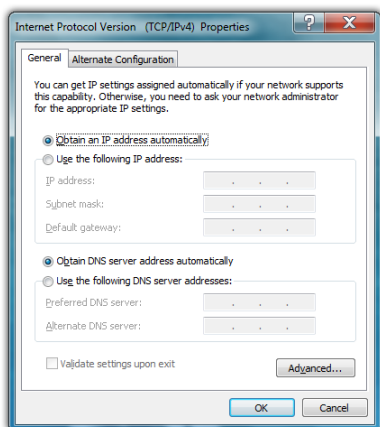 Internet Protocol Version (TCP/IPv4) Properties
General
Alternate Configuration
You can get IP settings assigned automatically if your network supports
this capability. Otherwise, you need to ask your network administrator
for the appropriate IP settings.
Obtain an IP address automatically
Use the following IP address:
IP address:
Subnet mask:
Default gateway:
Obtain DNS server address automatically
Use the following DNS server addresses:
Preferred DNS server:
Alternate DNS server:
Validate settings upon exit
Advanced...
OK
Cancel